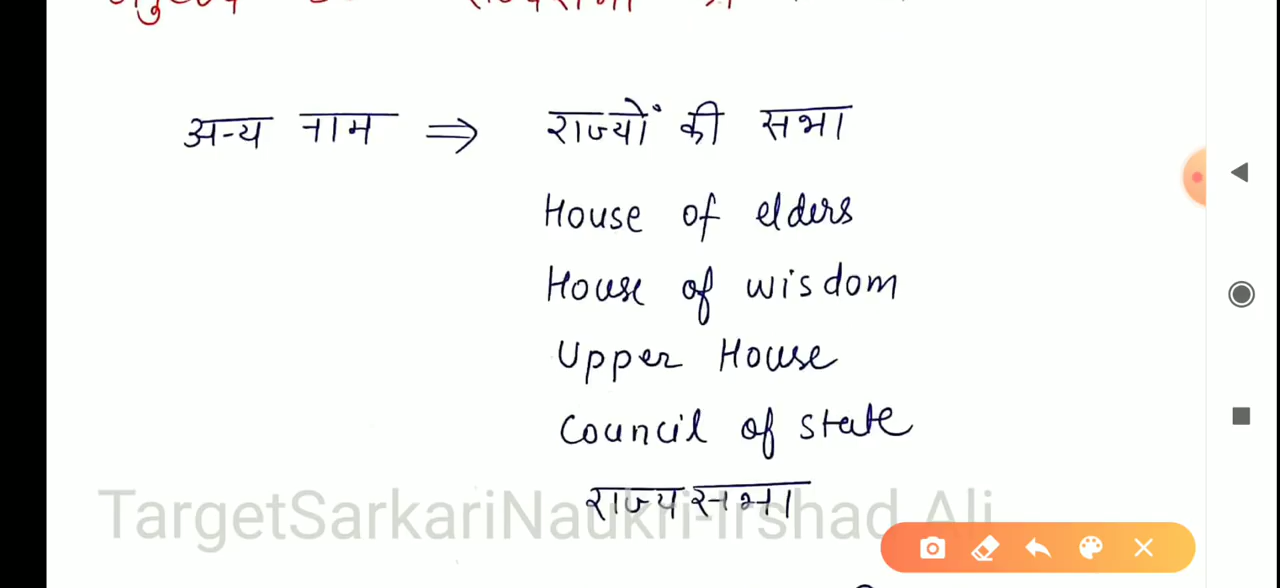 अन्य नाम ⇒ राज्यों की सभा
House of elders
House of wisdom
Upper House
Council of state
राज्यसभा
TargetSarkariNaukri-Irshad Ali